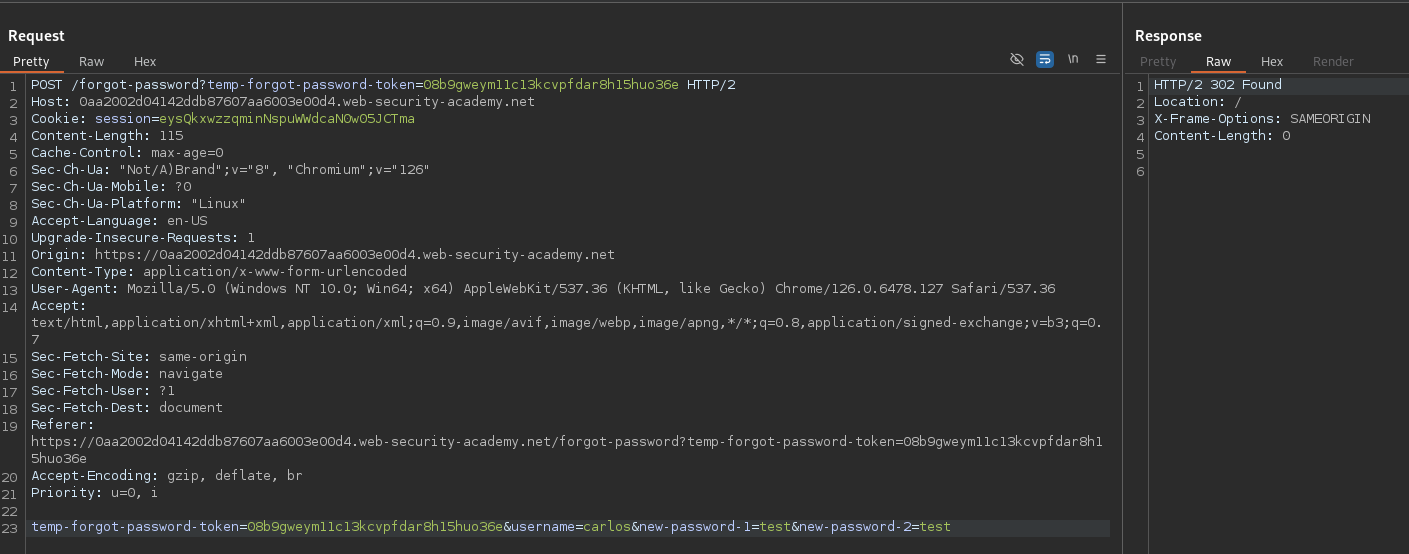 Request
Pretty Raw Hex
\n
1 POST /forgot-password?temp-forgot-password-token=08b9gweym11c13kcvpfdar8h15huo36e HTTP/2
2 Host: 0aa2002d04142ddb87607aa6003e00d4.web-security-academy.net
3 Cookie: session=eysQkxwzzqminNspuWWdcaN0w05JCTma
4 Content-Length: 115
5 Cache-Control: max-age=0
6 Sec-Ch-Ua: "Not/A)Brand";v="8", "Chromium";v="126"
7 Sec-Ch-Ua-Mobile: ?0
8 Sec-Ch-Ua-Platform: "Linux"
9 Accept-Language: en-US
10 Upgrade-Insecure-Requests: 1
11 Origin: https://0aa2002d04142ddb87607aa6003e00d4.web-security-academy.net
12 Content-Type: application/x-www-form-urlencoded
13 User-Agent: Mozilla/5.0 (Windows NT 10.0; Win64; x64) AppleWebKit/537.36 (KHTML, like Gecko) Chrome/126.0.6478.127 Safari/537.36
14 Accept:
text/html,application/xhtml+xml,application/xml;q=0.9,image/avif,image/webp,image/apng,*/*;q=0.8,application/signed-exchange;v=b3;q=0.
7
15 Sec-Fetch-Site: same-origin
16 Sec-Fetch-Mode: navigate
17 Sec-Fetch-User: ?1
18 Sec-Fetch-Dest: document
19 Referer:
https://0aa2002d04142ddb87607aa6003e00d4.web-security-academy.net/forgot-password?temp-forgot-password-token=08b9gweym11c13kcvpfdar8h1
5huo36e
20 Accept-Encoding: gzip, deflate, br
21 Priority: u=0, i
22
23 temp-forgot-password-token=08b9gweym11c13kcvpfdar8h15huo36e&username=carlos&new-password-1=test&new-password-2=test
Response
Pretty Raw Hex Render
1 HTTP/2 302 Found
2 Location: /
3 X-Frame-Options: SAMEORIGIN
4 Content-Length: 0
5
6